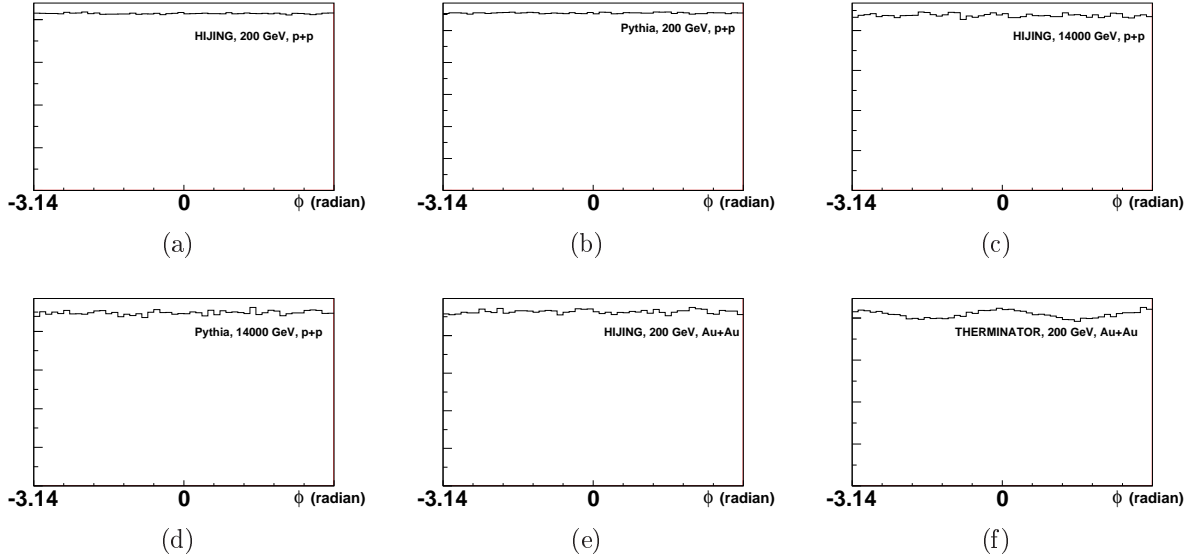 HIJING, 200 GeV, p+p
-3.14 0 ϕ (radian)
(a)
Pythia, 200 GeV, p+p
-3.14 0 ϕ (radian)
(b)
HIJING, 14000 GeV, p+p
-3.14 0 ϕ (radian)
(c)
Pythia, 14000 GeV, p+p
-3.14 0 ϕ (radian)
(d)
HIJING, 200 GeV, Au+Au
-3.14 0 ϕ (radian)
(e)
THERMINATOR, 200 GeV, Au+Au
-3.14 0 ϕ (radian)
(f)